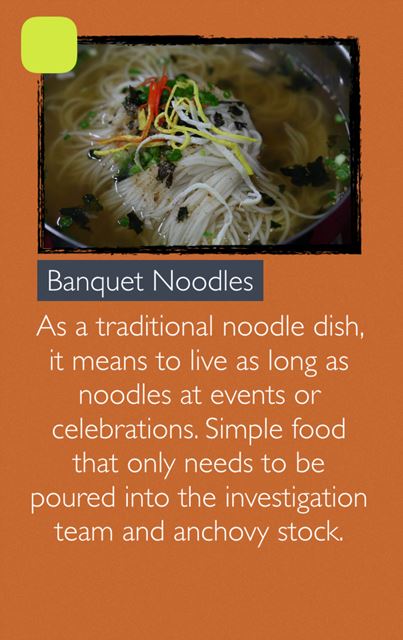 Banquet Noodles
As a traditional noodle dish,
it means to live as long as
noodles at events or
celebrations. Simple food
that only needs to be
poured into the investigation
team and anchovy stock.